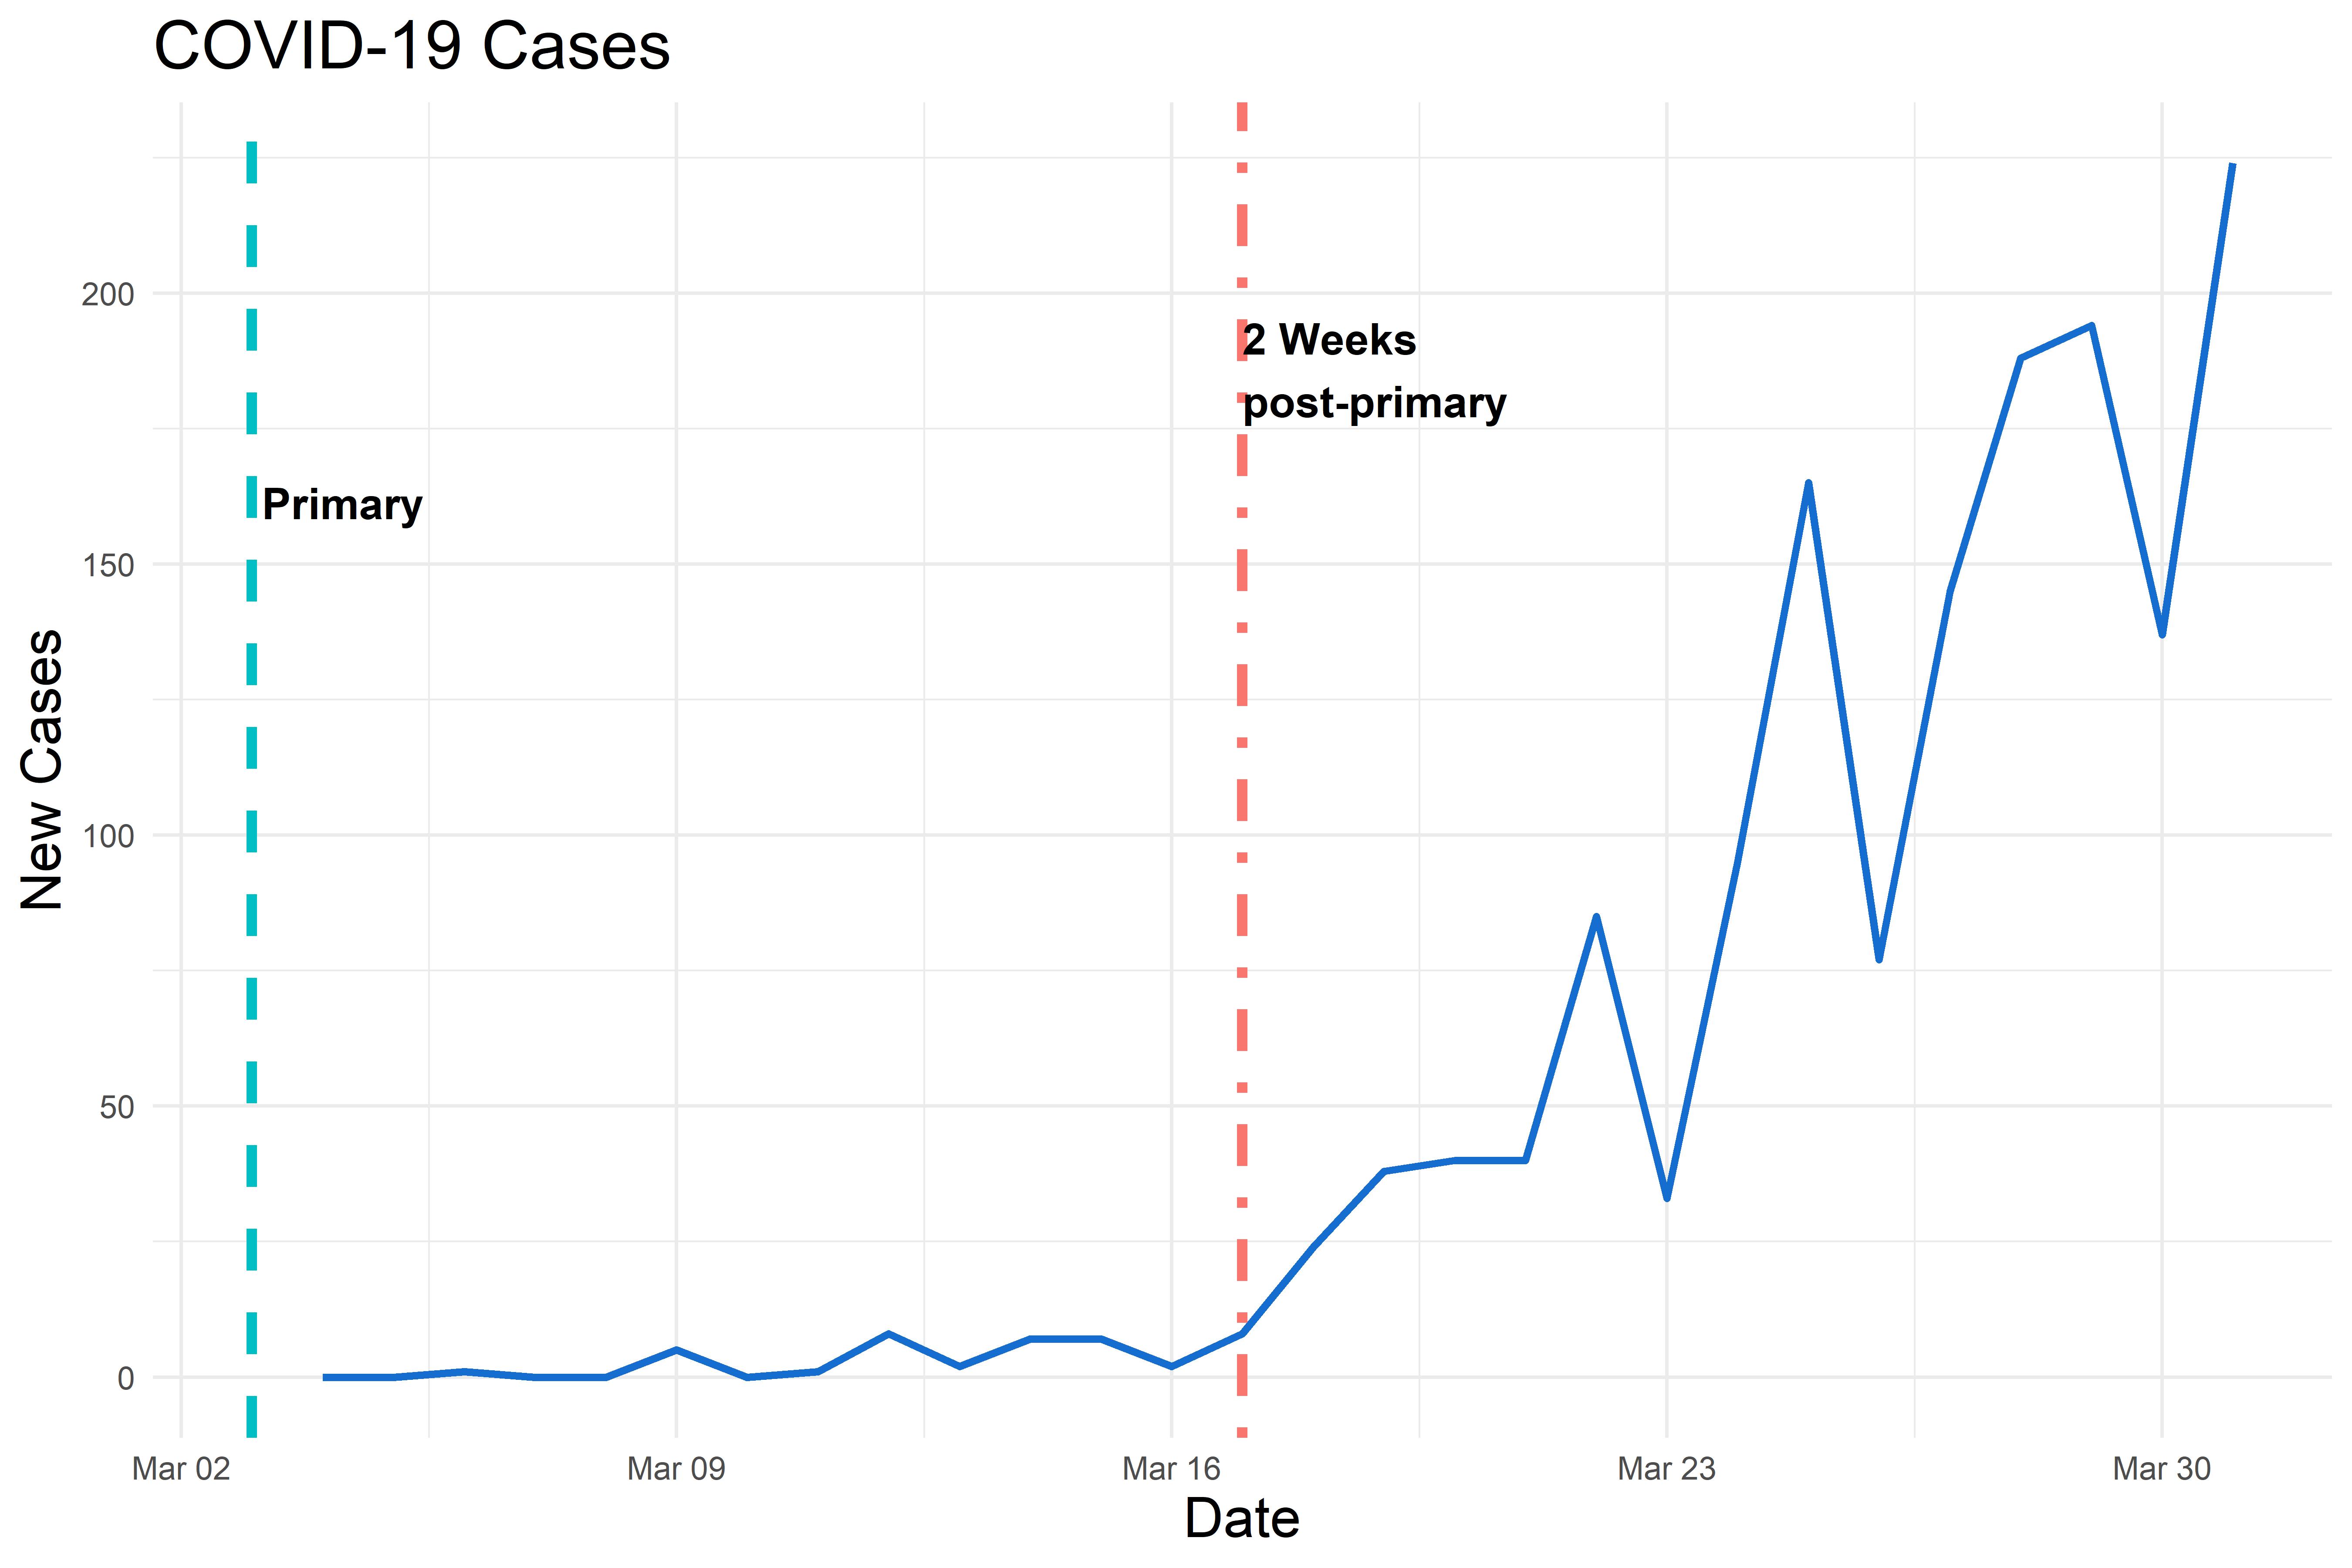 COVID-19 Cases
New Cases
200
150
100
50
0
Primary
2 Weeks
post-primary
Mar 02
Mar 09
Mar 16
Mar 23
Mar 30
Date